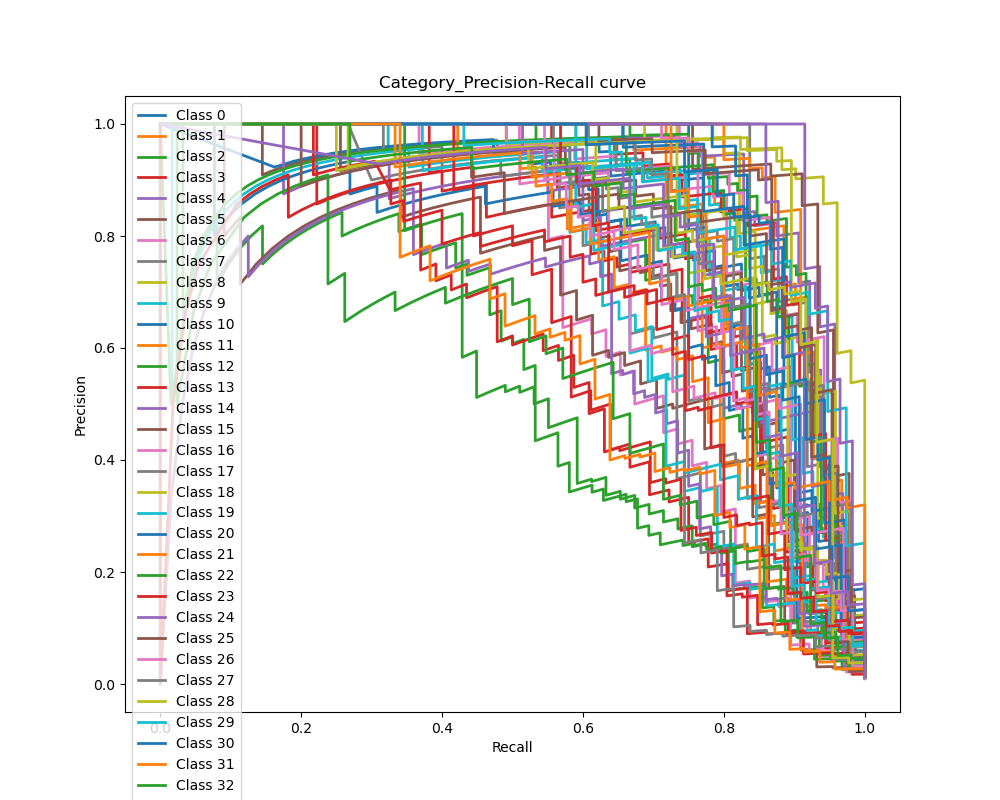 Category_Precision-Recall curve
Precision
1.0
0.8
0.6
0.4
0.2
0.0
Class 0
Class 1
Class 2
Class 3
Class 4
Class 5
Class 6
Class 7
Class 8
Class 9
Class 10
Class 11
Class 12
Class 13
Class 14
Class 15
Class 16
Class 17
Class 18
Class 19
Class 20
Class 21
Class 22
Class 23
Class 24
Class 25
Class 26
Class 27
Class 28
Class 29
Class 30
Class 31
Class 32
0.0 0.2 0.4 0.6 0.8 1.0
Recall